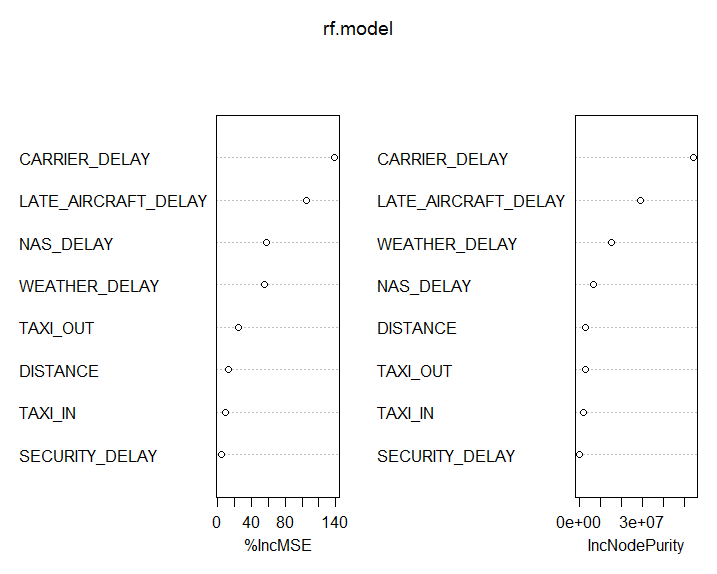 rf.model
CARRIER_DELAY
LATE_AIRCRAFT_DELAY
NAS_DELAY
WEATHER_DELAY
TAXI_OUT
DISTANCE
TAXI_IN
SECURITY_DELAY
0 40 80 140
%IncMSE
CARRIER_DELAY
LATE_AIRCRAFT_DELAY
WEATHER_DELAY
NAS_DELAY
DISTANCE
TAXI_OUT
TAXI_IN
SECURITY_DELAY
0e+00 3e+07
IncNodePurity